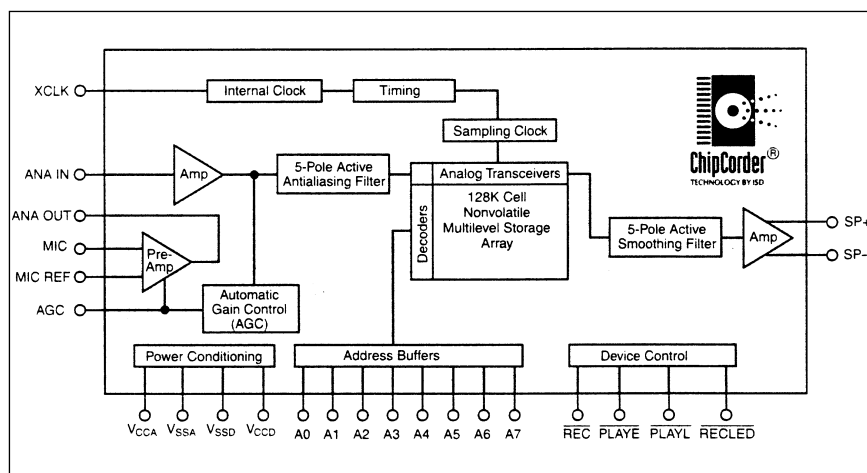 XCLK
Internal Clock
Timing
Sampling Clock
ChipCorder®
TECHNOLOGY BY ISD
ANA IN
Amp
5-Pole Active
Antialiasing Filter
Decoders
Analog Transceivers
128K Cell
Nonvolatile
Multilevel Storage
Array
5-Pole Active
Smoothing Filter
Amp
SP+
SP−
ANA OUT
MIC
MIC REF
AGC
Pre-
Amp
Automatic
Gain Control
(AGC)
Power Conditioning
Address Buffers
Device Control
VCCA VSSA VSSD VCCD
A0 A1 A2 A3 A4 A5 A6 A7
REC PLAYE PLAYL RECLED